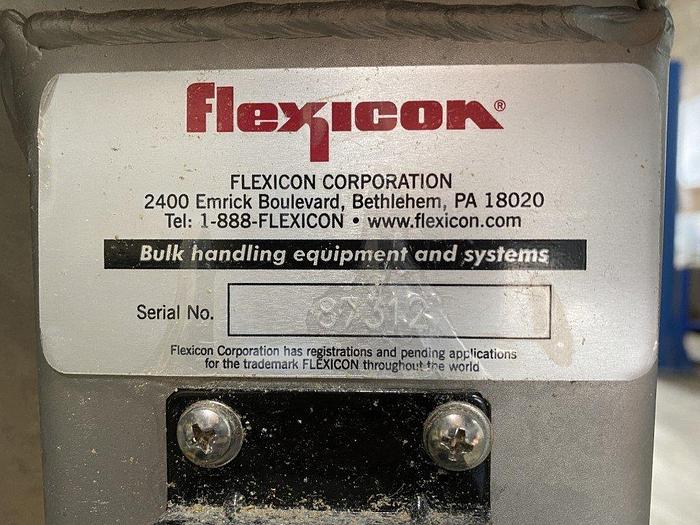 flexicon®
FLEXICON CORPORATION
2400 Emrick Boulevard, Bethlehem, PA 18020
Tel: 1-888-FLEXICON • www.flexicon.com
Bulk handling equipment and systems
Serial No. 87312
Flexicon Corporation has registrations and pending applications
for the trademark FLEXICON throughout the world